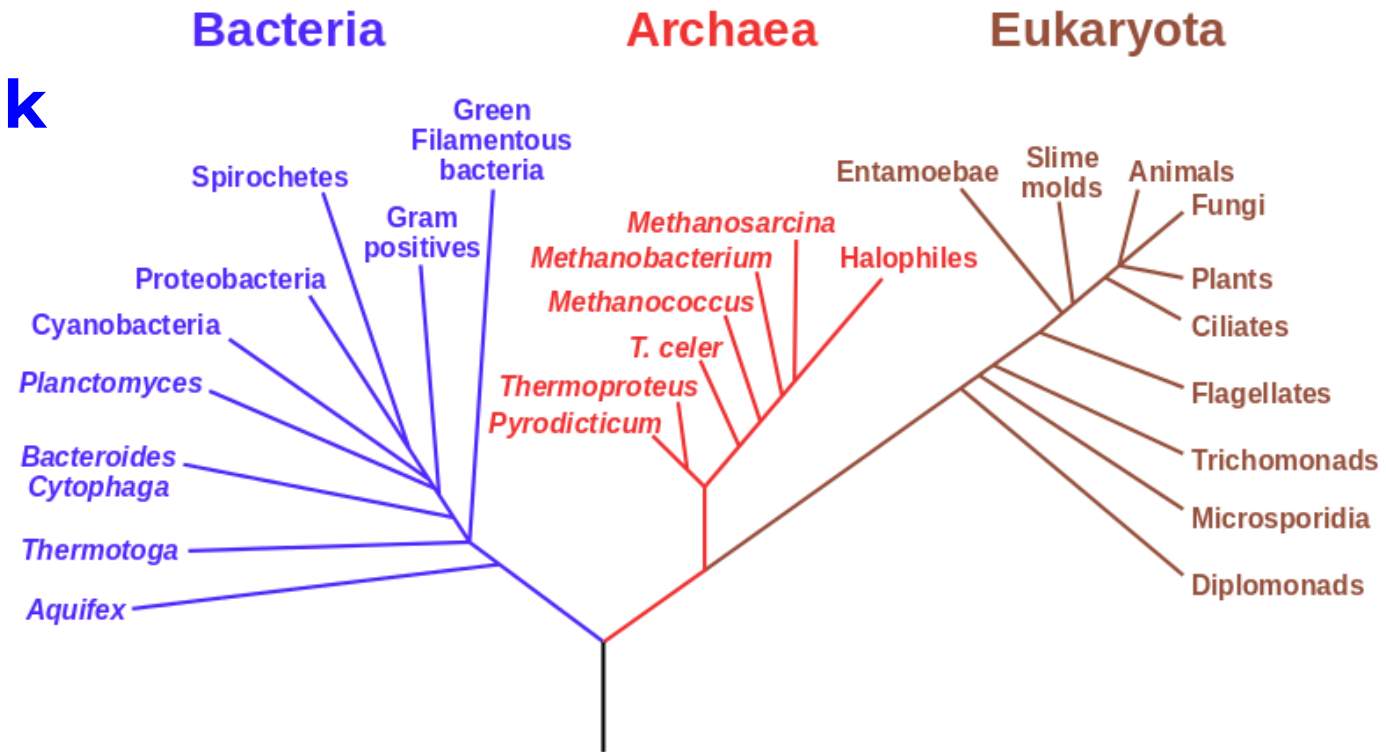 Bacteria
Archaea
Eukaryota
k
Green
Filamentous
bacteria
Spirochetes
Gram
positives
Proteobacteria
Cyanobacteria
Planctomyces
Bacteroides
Cytophaga
Thermotoga
Aquifex
Methanosarcina
Methanobacterium
Halophiles
Methanococcus
T. celer
Thermoproteus
Pyrodicticum
Entamoebae
Slime
molds
Animals
Fungi
Plants
Ciliates
Flagellates
Trichomonads
Microsporidia
Diplomonads